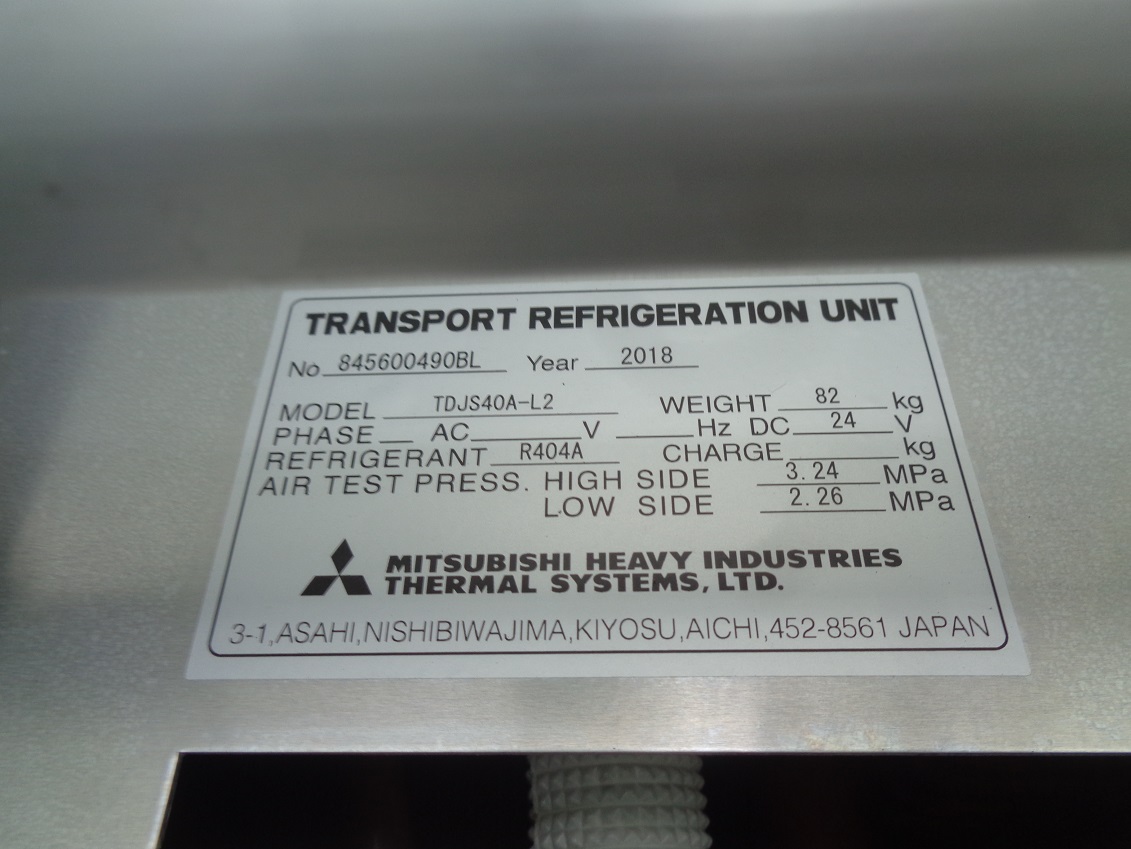 TRANSPORT REFRIGERATION UNIT
No 845600490BL Year 2018
MODEL TDJS40A-L2 WEIGHT 82 kg
PHASE AC V Hz DC 24 V
REFRIGERANT R404A CHARGE kg
AIR TEST PRESS. HIGH SIDE 3.24 MPa
LOW SIDE 2.26 MPa
MITSUBISHI HEAVY INDUSTRIES
THERMAL SYSTEMS, LTD.
3-1,ASAHI,NISHIBIWAJIMA,KIYOSU,AICHI,452-8561 JAPAN